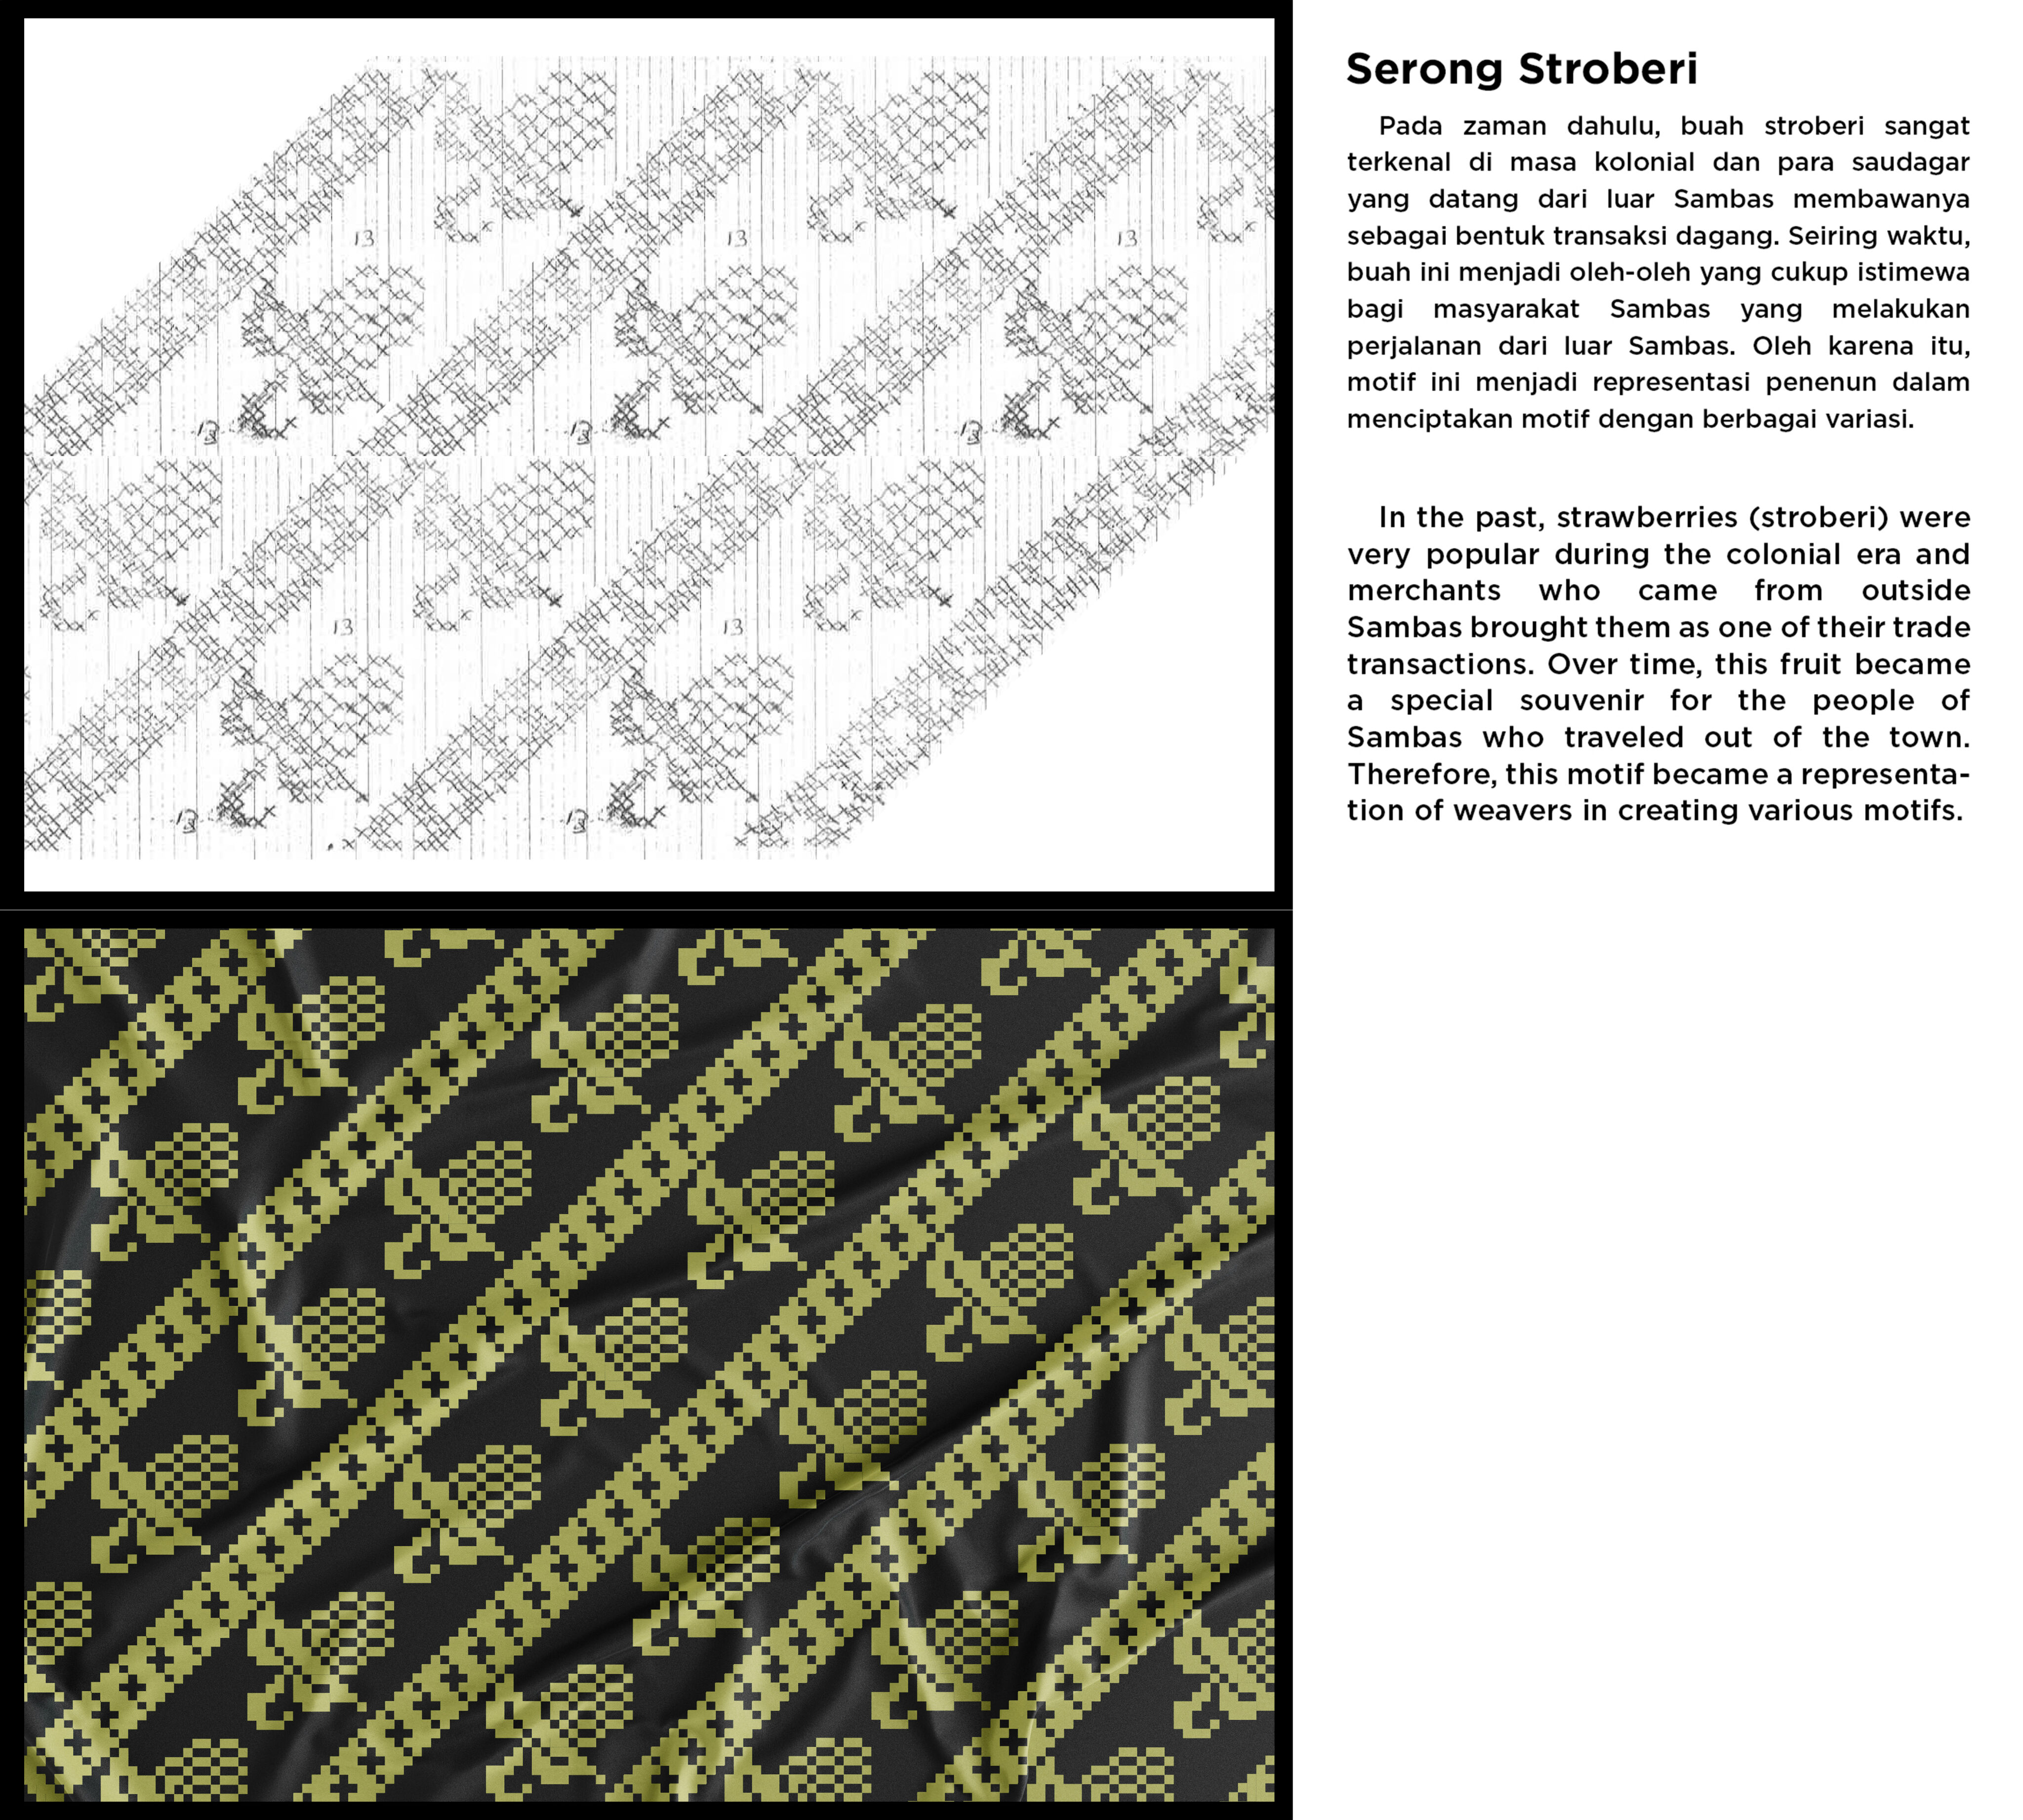 Serong Stroberi
Pada zaman dahulu, buah stroberi sangat
terkenal di masa kolonial dan para saudagar
yang datang dari luar Sambas membawanya
sebagai bentuk transaksi dagang. Seiring waktu,
buah ini menjadi oleh-oleh yang cukup istimewa
bagi masyarakat Sambas yang melakukan
perjalanan dari luar Sambas. Oleh karena itu,
motif ini menjadi representasi penenun dalam
menciptakan motif dengan berbagai variasi.
In the past, strawberries (stroberi) were
very popular during the colonial era and
merchants who came from outside
Sambas brought them as one of their trade
transactions. Over time, this fruit became
a special souvenir for the people of
Sambas who traveled out of the town.
Therefore, this motif became a representa-
tion of weavers in creating various motifs.
13 13 13
13 13 13
13 13
13 13